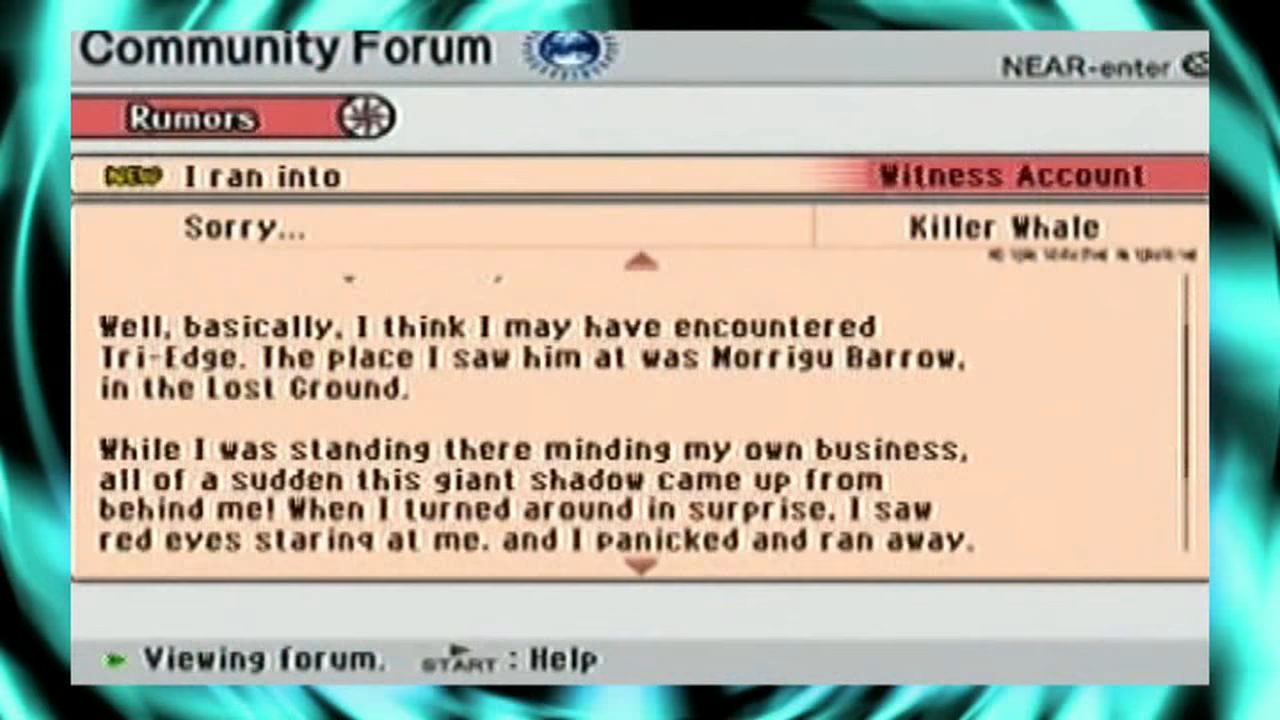 Community Forum
NEAR-enter
Rumors
NEW I ran into
Witness Account
Sorry...
Killer Whale
Well, basically, I think I may have encountered
Tri-Edge. The place I saw him at was Morrigu Barrow,
in the Lost Ground.
While I was standing there minding my own business,
all of a sudden this giant shadow came up from
behind me! When I turned around in surprise, I saw
red eyes staring at me, and I panicked and ran away.
Viewing forum.
START : Help